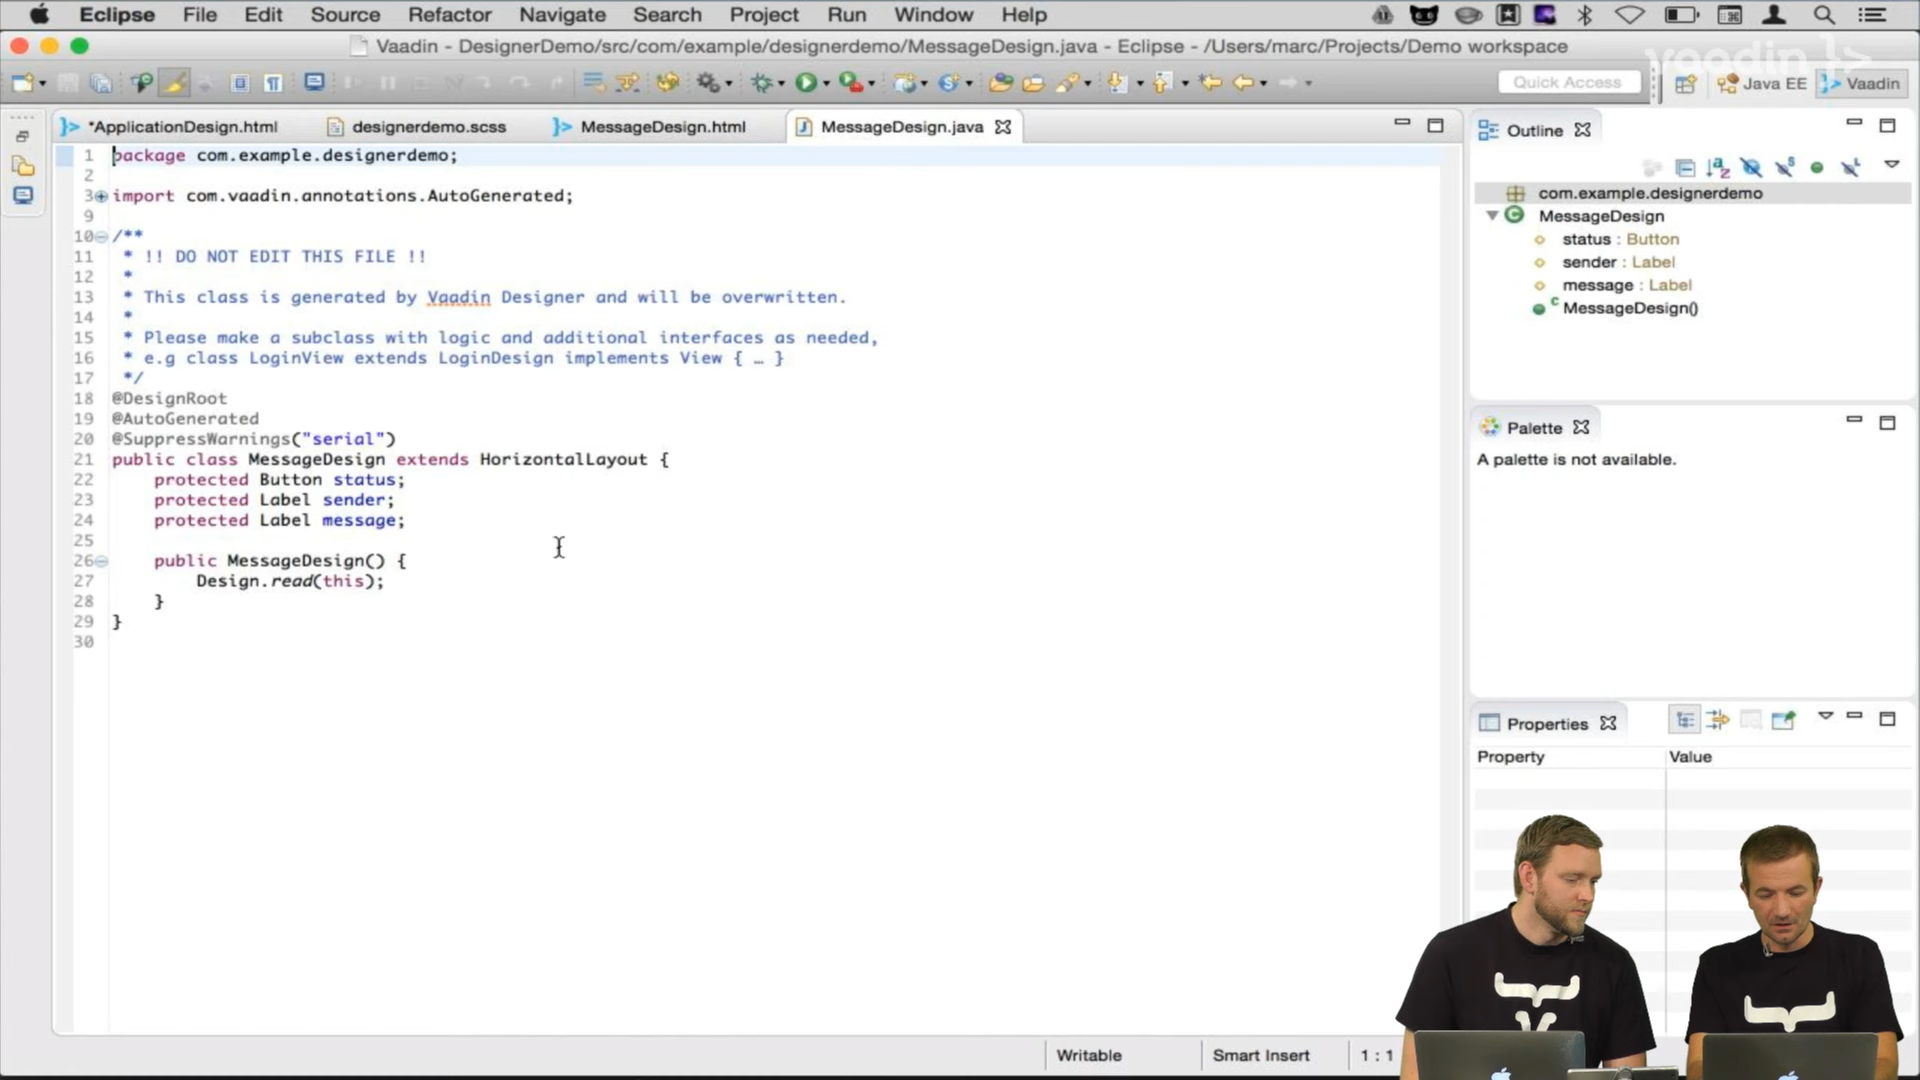 Eclipse File Edit Source Refactor Navigate Search Project Run Window Help
Vaadin - DesignerDemo/src/com/example/designerdemo/MessageDesign.java - Eclipse - /Users/marc/Projects/Demo workspace
vaadin }>
Quick Access
Java EE
Vaadin
*ApplicationDesign.html
designerdemo.scss
MessageDesign.html
MessageDesign.java
1 package com.example.designerdemo;
2
3 import com.vaadin.annotations.AutoGenerated;
9
10 /**
11 * !! DO NOT EDIT THIS FILE !!
12 *
13 * This class is generated by Vaadin Designer and will be overwritten.
14 *
15 * Please make a subclass with logic and additional interfaces as needed,
16 * e.g class LoginView extends LoginDesign implements View { … }
17 */
18 @DesignRoot
19 @AutoGenerated
20 @SuppressWarnings("serial")
21 public class MessageDesign extends HorizontalLayout {
22 protected Button status;
23 protected Label sender;
24 protected Label message;
25
26 public MessageDesign() {
27 Design.read(this);
28 }
29 }
30
Outline
com.example.designerdemo
MessageDesign
status : Button
sender : Label
message : Label
MessageDesign()
Palette
A palette is not available.
Properties
Property Value
Writable
Smart Insert
1 : 1